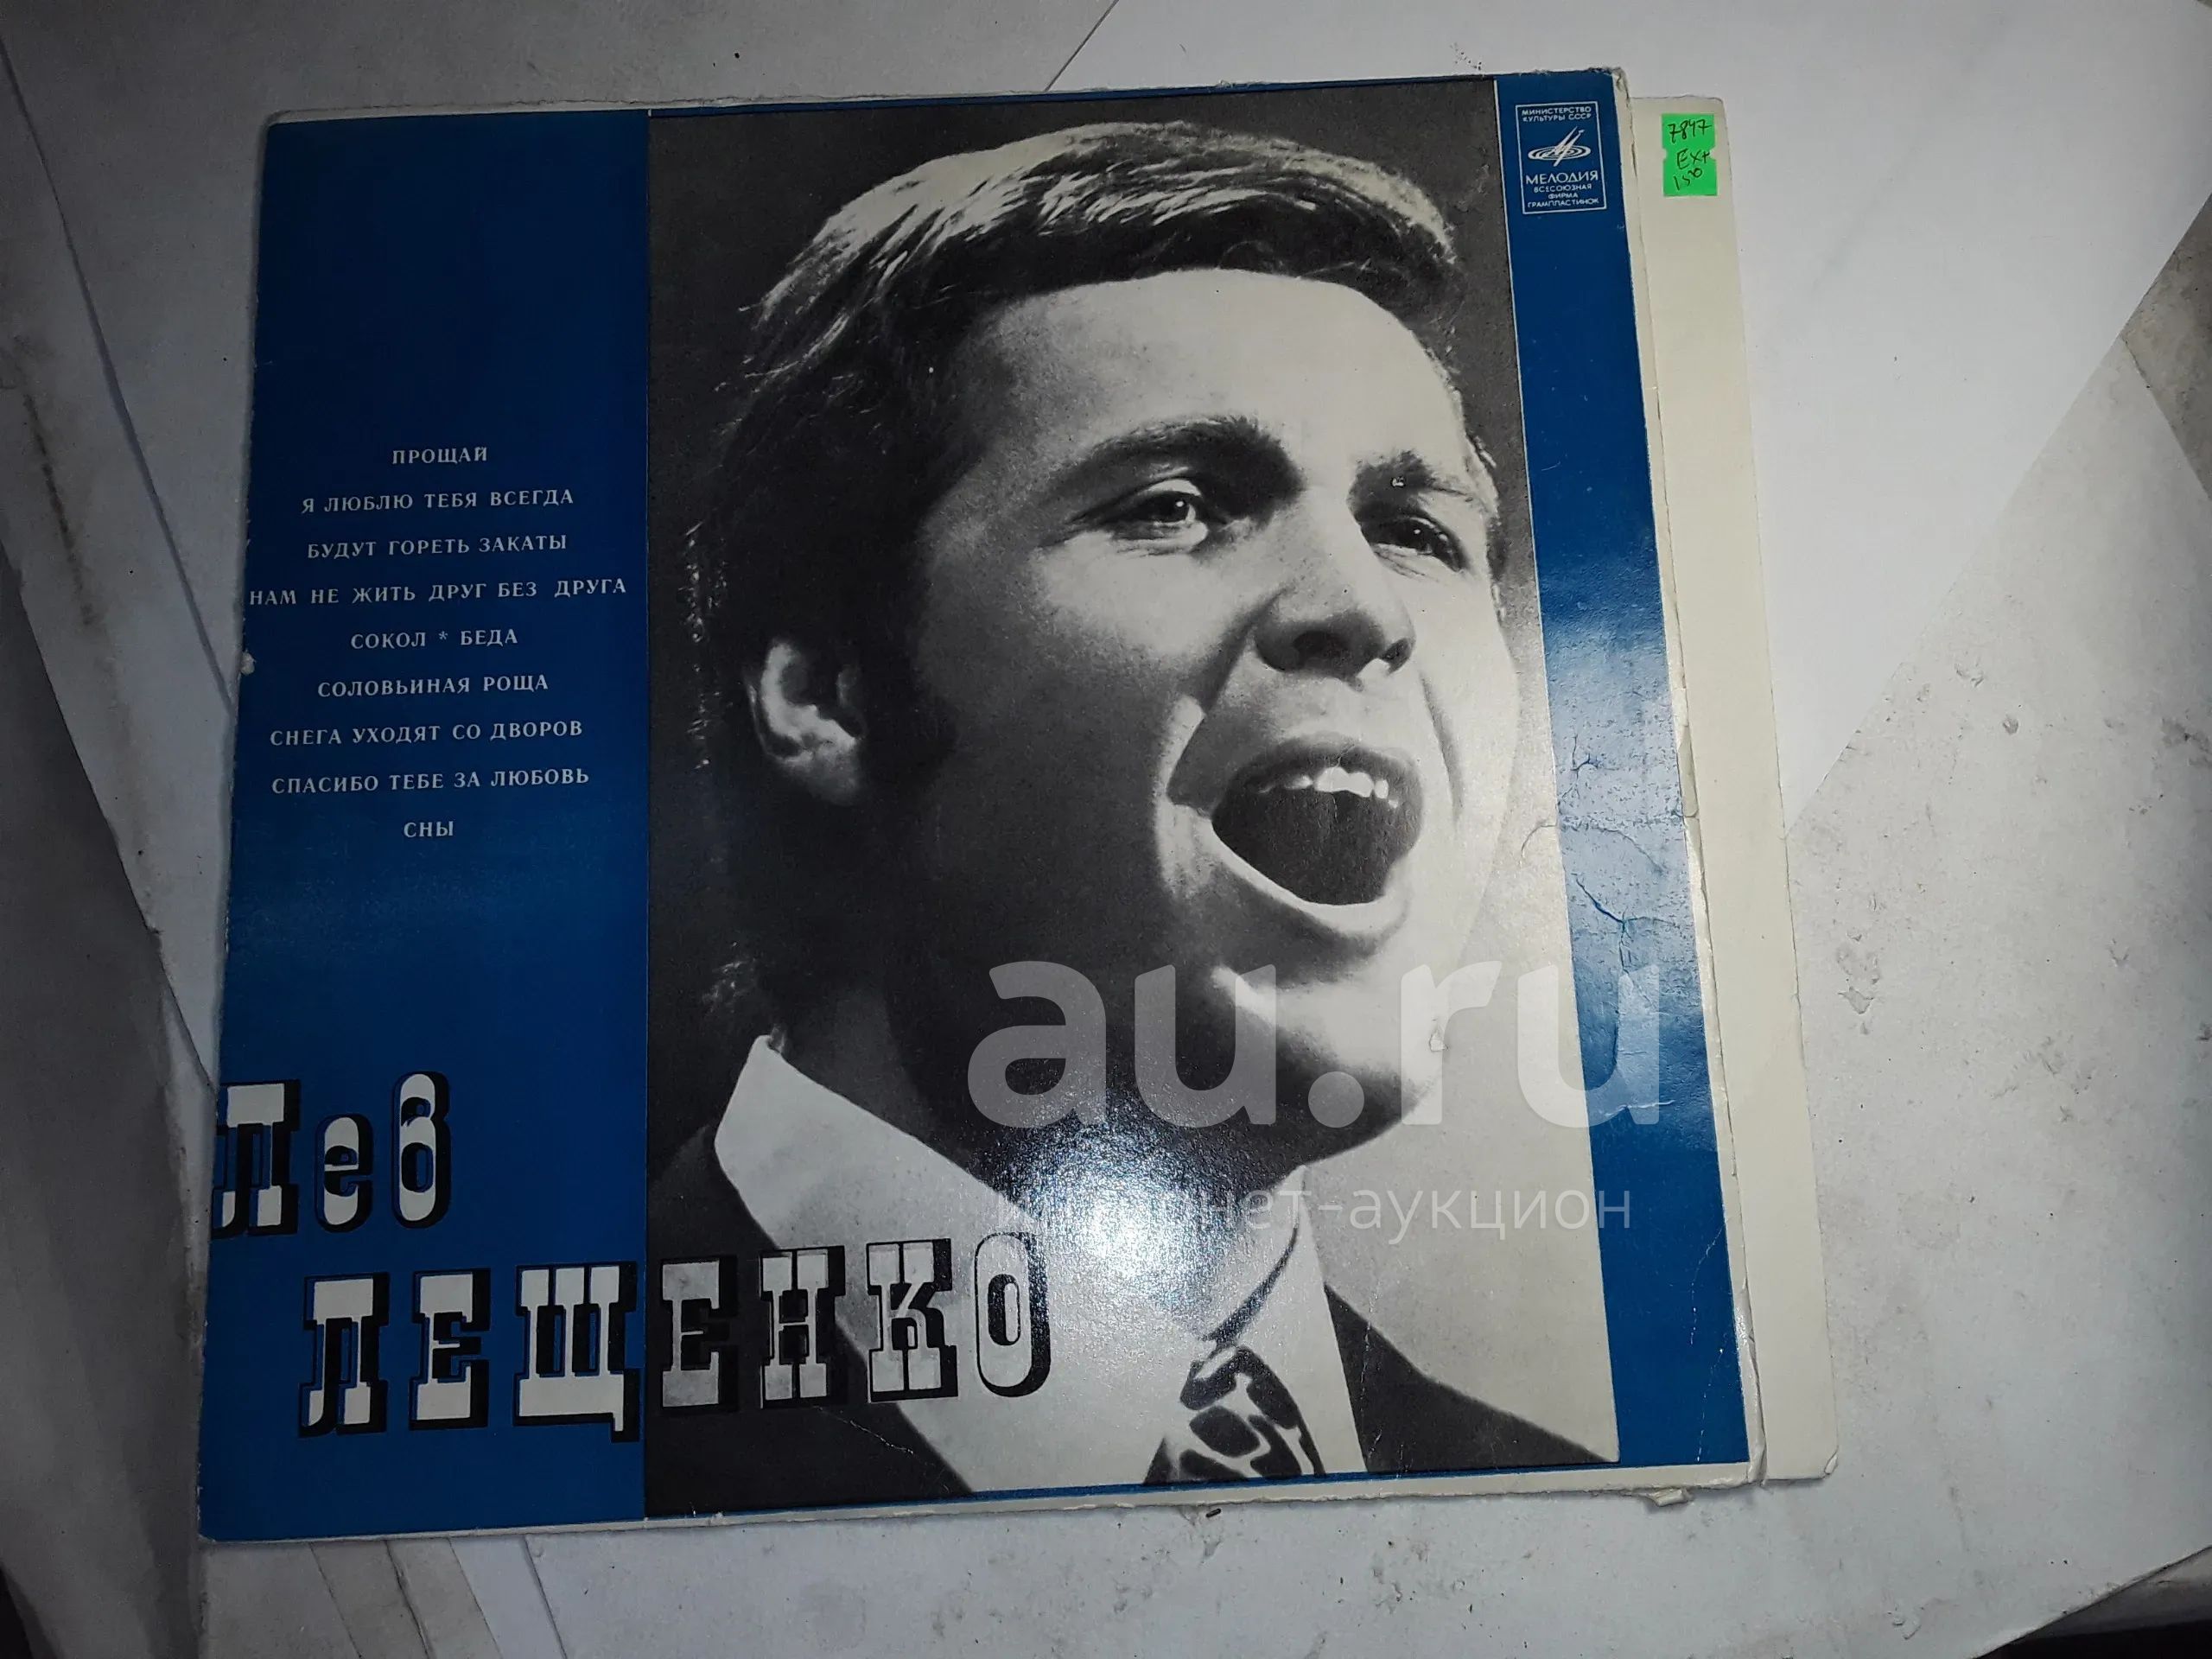 МИНИСТЕРСТВО
КУЛЬТУРЫ СССР
МЕЛОДИЯ
ВСЕСОЮЗНАЯ
ФИРМА
ГРАМПЛАСТИНОК
7847
EX+
150
ПРОЩАЙ
Я ЛЮБЛЮ ТЕБЯ ВСЕГДА
БУДУТ ГОРЕТЬ ЗАКАТЫ
НАМ НЕ ЖИТЬ ДРУГ БЕЗ ДРУГА
СОКОЛ * БЕДА
СОЛОВЬИНАЯ РОЩА
СНЕГА УХОДЯТ СО ДВОРОВ
СПАСИБО ТЕБЕ ЗА ЛЮБОВЬ
СНЫ
Лев
ЛЕЩЕНКО
au.ru
интернет-аукцион